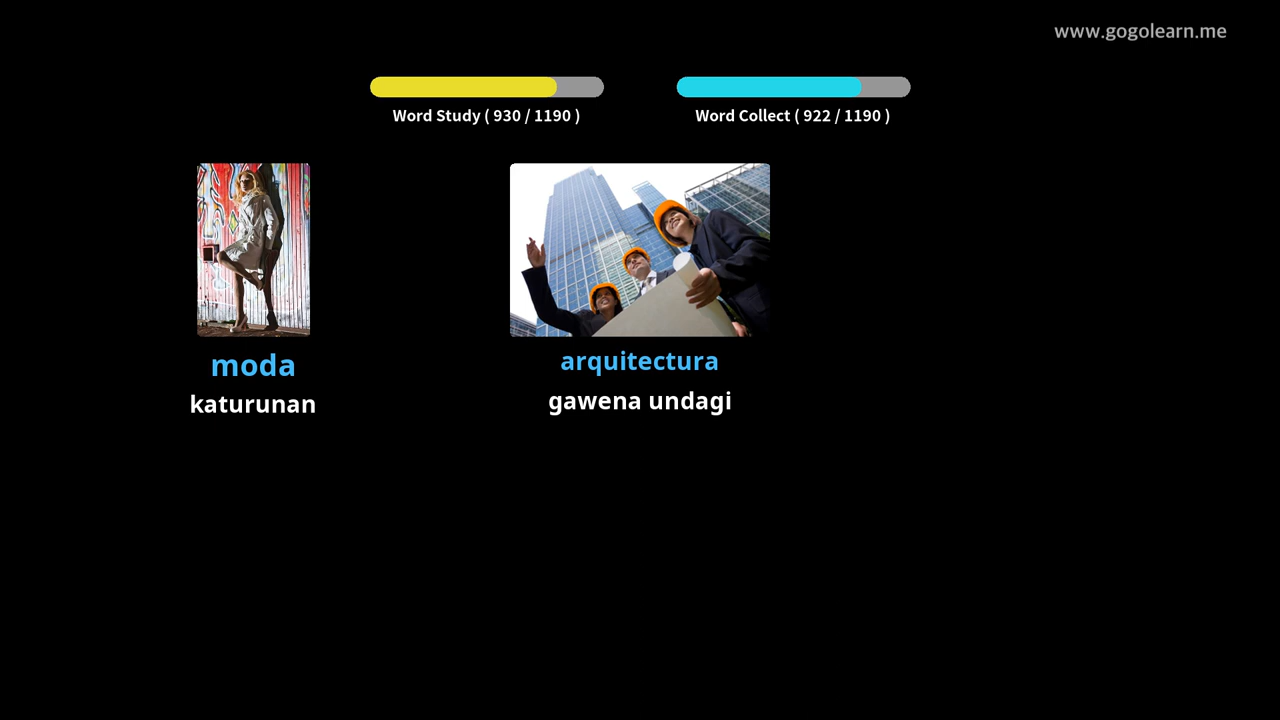 www.gogolearn.me
Word Study ( 930 / 1190 )
Word Collect ( 922 / 1190 )
moda
katurunan
arquitectura
gawena undagi